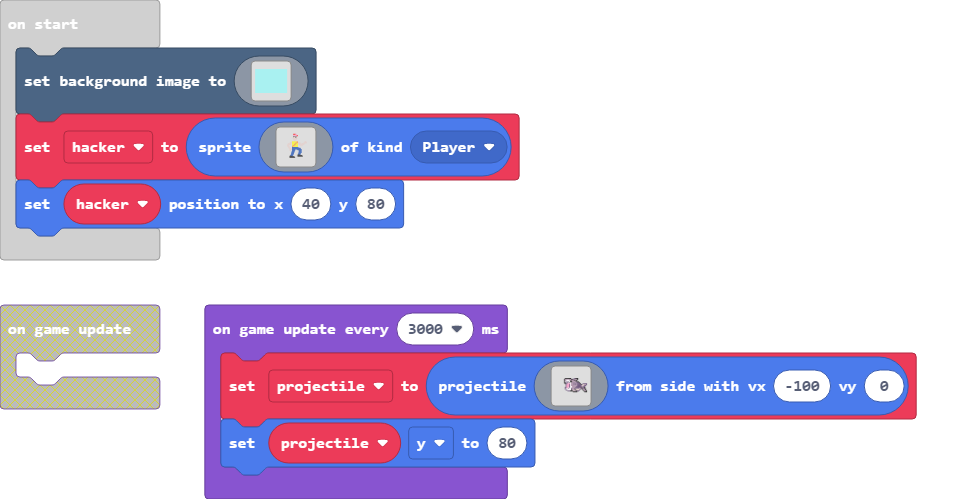 on start
set background image to
set hacker to sprite of kind Player
set hacker position to x 40 y 80
on game update
on game update every 3000 ms
set projectile to projectile from side with vx -100 vy 0
set projectile y to 80